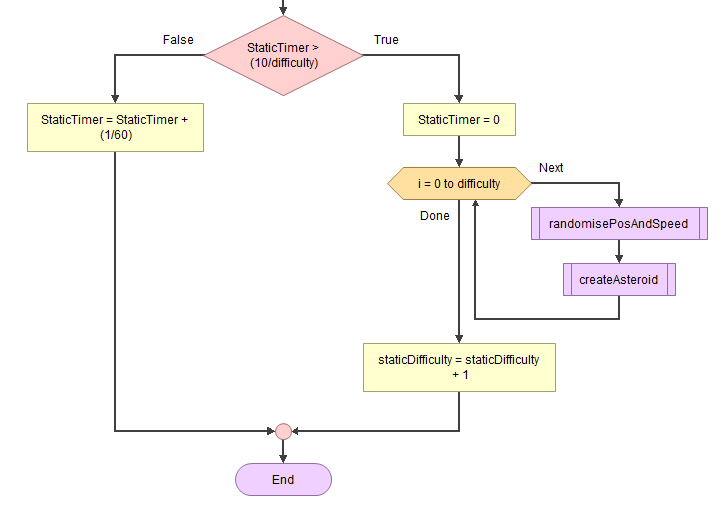 False
StaticTimer >
(10/difficulty)
True
StaticTimer = StaticTimer +
(1/60)
StaticTimer = 0
i = 0 to difficulty
Next
Done
randomisePosAndSpeed
createAsteroid
staticDifficulty = staticDifficulty
+ 1
End